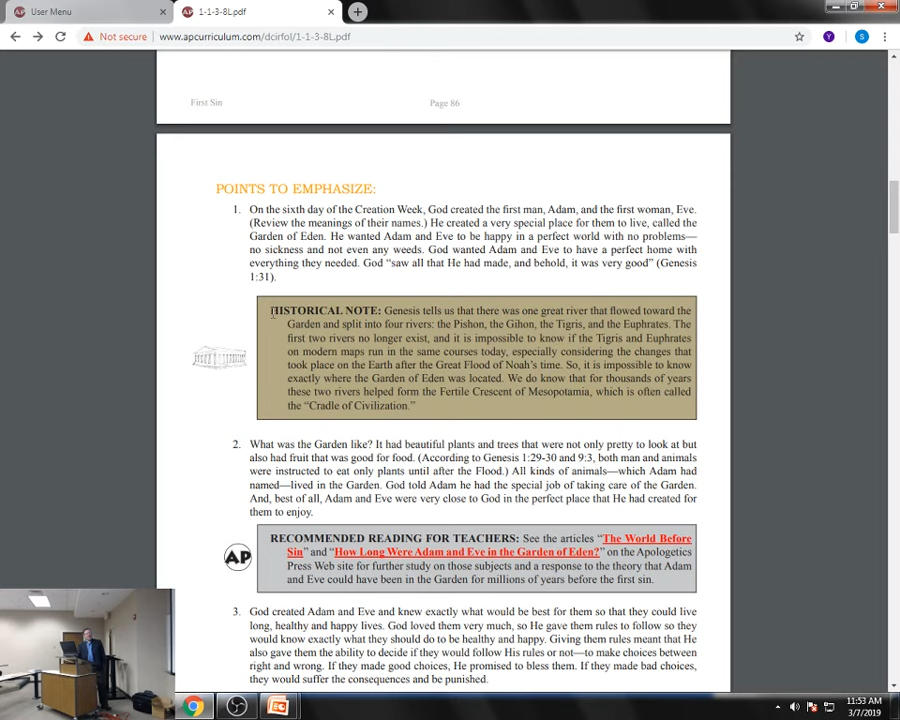 User Menu
1-1-3-8L.pdf
Not secure
www.apcurriculum.com/dcirfol/1-1-3-8L.pdf
Y
S
First Sin
Page 86
POINTS TO EMPHASIZE:
1. On the sixth day of the Creation Week, God created the first man, Adam, and the first woman, Eve.
(Review the meanings of their names.) He created a very special place for them to live, called the
Garden of Eden. He wanted Adam and Eve to be happy in a perfect world with no problems—
no sickness and not even any weeds. God wanted Adam and Eve to have a perfect home with
everything they needed. God “saw all that He had made, and behold, it was very good” (Genesis
1:31).
HISTORICAL NOTE: Genesis tells us that there was one great river that flowed toward the
Garden and split into four rivers: the Pishon, the Gihon, the Tigris, and the Euphrates. The
first two rivers no longer exist, and it is impossible to know if the Tigris and Euphrates
on modern maps run in the same courses today, especially considering the changes that
took place on the Earth after the Great Flood of Noah’s time. So, it is impossible to know
exactly where the Garden of Eden was located. We do know that for thousands of years
these two rivers helped form the Fertile Crescent of Mesopotamia, which is often called
the “Cradle of Civilization.”
2. What was the Garden like? It had beautiful plants and trees that were not only pretty to look at but
also had fruit that was good for food. (According to Genesis 1:29-30 and 9:3, both man and animals
were instructed to eat only plants until after the Flood.) All kinds of animals—which Adam had
named—lived in the Garden. God told Adam he had the special job of taking care of the Garden.
And, best of all, Adam and Eve were very close to God in the perfect place that He had created for
them to enjoy.
AP
RECOMMENDED READING FOR TEACHERS: See the articles “The World Before
Sin” and “How Long Were Adam and Eve in the Garden of Eden?” on the Apologetics
Press Web site for further study on those subjects and a response to the theory that Adam
and Eve could have been in the Garden for millions of years before the first sin.
3. God created Adam and Eve and knew exactly what would be best for them so that they could live
long, healthy and happy lives. God loved them very much, so He gave them rules to follow so they
would know exactly what they should do to be healthy and happy. Giving them rules meant that He
also gave them the ability to decide if they would follow His rules or not—to make choices between
right and wrong. If they made good choices, He promised to bless them. If they made bad choices,
they would suffer the consequences and be punished.
11:53 AM
3/7/2019